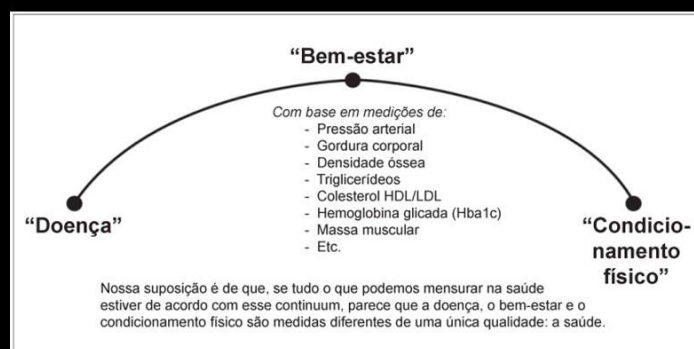 “Bem-estar”
Com base em medições de:
- Pressão arterial
- Gordura corporal
- Densidade óssea
- Triglicerídeos
- Colesterol HDL/LDL
- Hemoglobina glicada (Hba1c)
- Massa muscular
- Etc.
“Doença”
“Condicio-
namento
físico”
Nossa suposição é de que, se tudo o que podemos mensurar na saúde
estiver de acordo com esse continuum, parece que a doença, o bem-estar e o
condicionamento físico são medidas diferentes de uma única qualidade: a saúde.